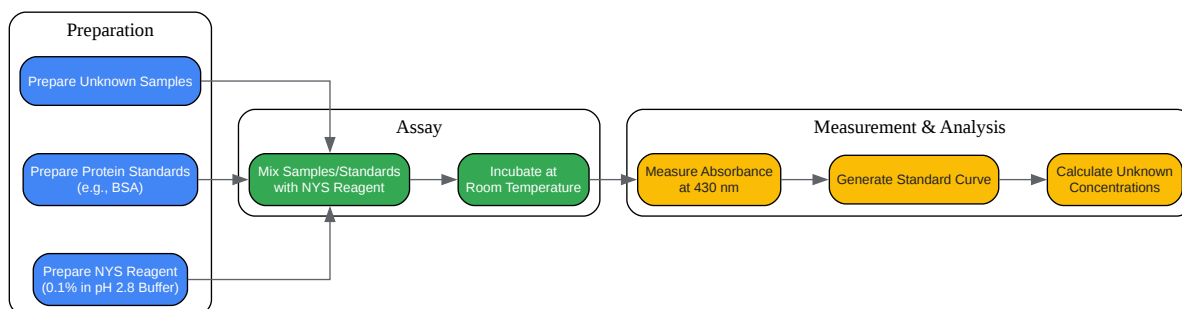 Preparation
Prepare Unknown Samples
Prepare Protein Standards
(e.g., BSA)
Prepare NYS Reagent
(0.1% in pH 2.8 Buffer)
Assay
Mix Samples/Standards
with NYS Reagent
Incubate at
Room Temperature
Measurement & Analysis
Measure Absorbance
at 430 nm
Generate Standard Curve
Calculate Unknown
Concentrations